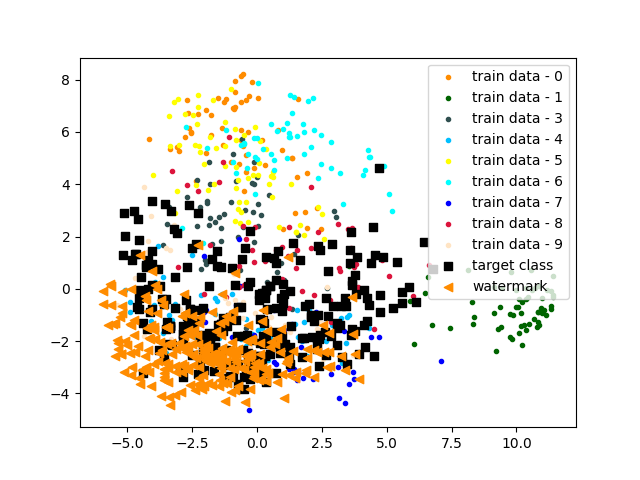 8
6
4
2
0
−2
−4
−5.0 −2.5 0.0 2.5 5.0 7.5 10.0
train data - 0
train data - 1
train data - 3
train data - 4
train data - 5
train data - 6
train data - 7
train data - 8
train data - 9
target class
watermark